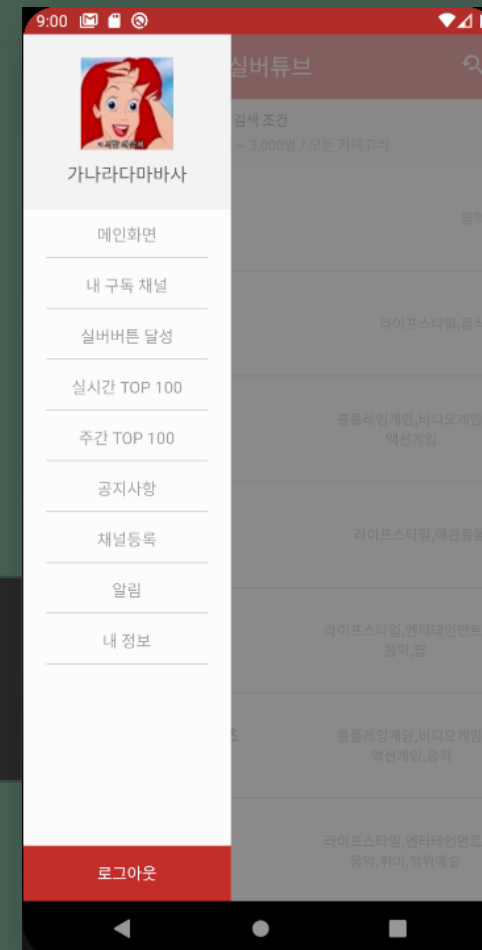 9:00
실버튜브
검색 조건
~ 3,000명 / 모든 카테고리
가나라다마바사
메인화면
내 구독 채널
실버버튼 달성
실시간 TOP 100
주간 TOP 100
공지사항
채널등록
알림
내 정보
로그아웃
음악
라이프스타일,음식
롤플레잉게임,비디오게임
액션게임
라이프스타일,애완동물
라이프스타일,엔터테인먼트
음악,팝
즈
롤플레잉게임,비디오게임
액션게임,음악
라이프스타일,엔터테인먼트
음악,취미,행위예술